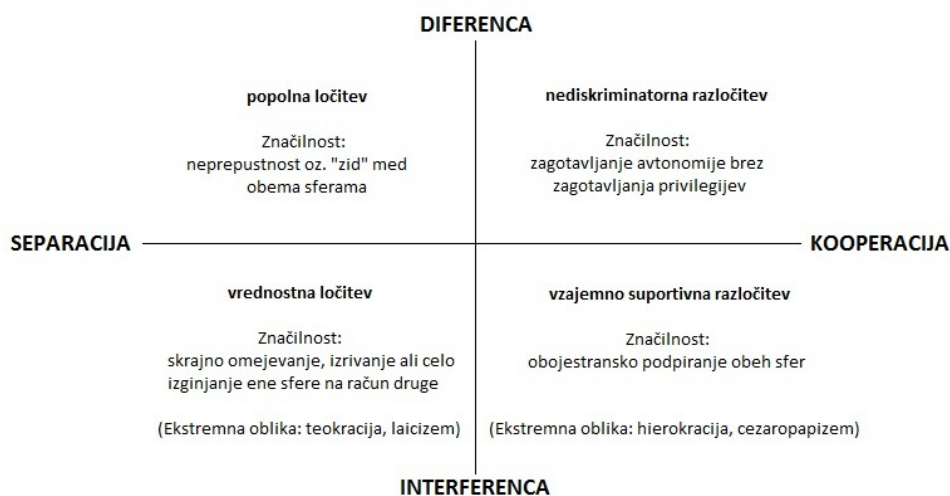 DIFERENCA
popolna ločitev
Značilnost:
neprepustnost oz. "zid" med
obema sferama
nediskriminatorna razločitev
Značilnost:
zagotavljanje avtonomije brez
zagotavljanja privilegijev
SEPARACIJA
KOOPERACIJA
vrednostna ločitev
Značilnost:
skrajno omejevanje, izrivanje ali celo
izginjanje ene sfere na račun druge
(Ekstremna oblika: teokracija, laicizem)
vzajemno suportivna razločitev
Značilnost:
obojestransko podpiranje obeh sfer
(Ekstremna oblika: hierokracija, cezaropapizem)
INTERFERENCA